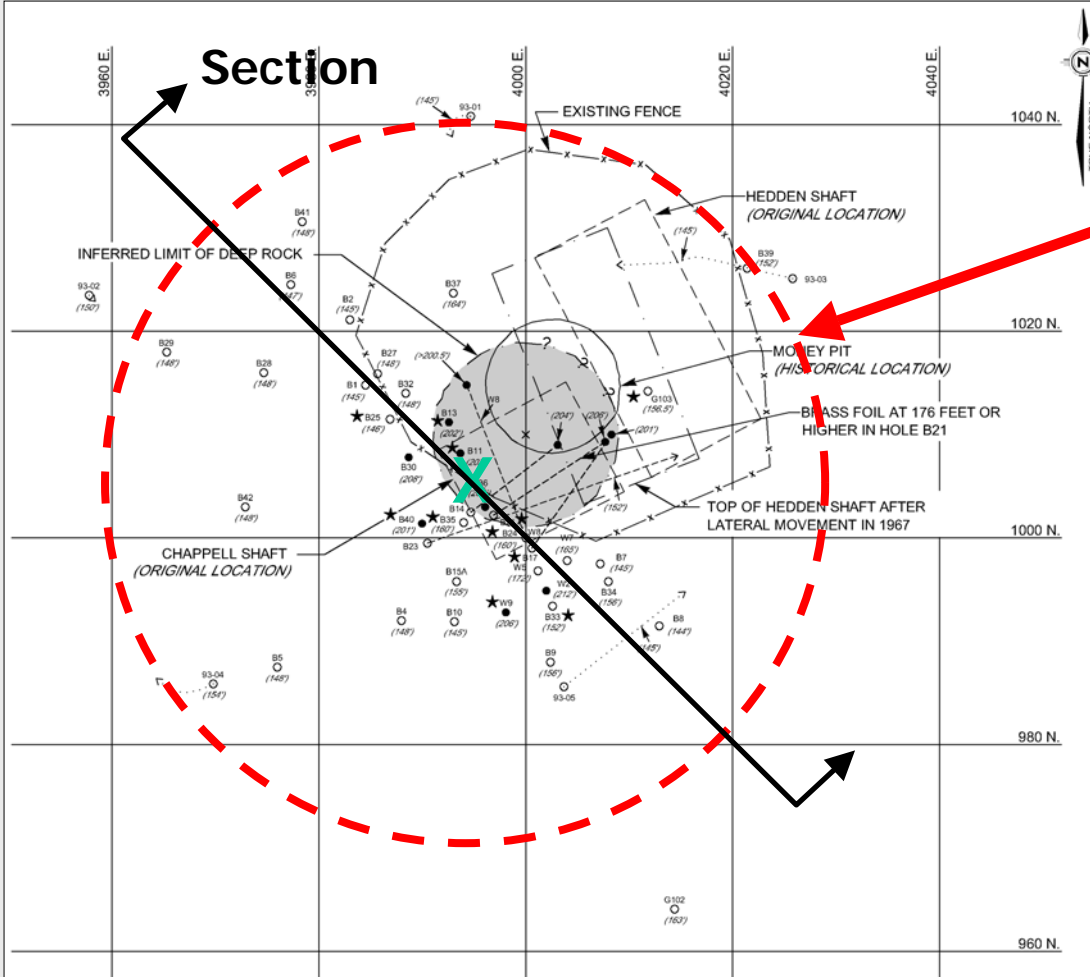 Section
3960 E.
4000 E.
4020 E.
4040 E.
1040 N.
1020 N.
1000 N.
980 N.
960 N.
N
(145')
93-01
EXISTING FENCE
HEDDEN SHAFT
(ORIGINAL LOCATION)
(145')
B39
(152')
93-03
B41
(148')
INFERRED LIMIT OF DEEP ROCK
93-02
(150')
B6
(147')
B2
(145')
B37
(164')
B29
(148')
B28
(148')
B27
(148')
B1
(145')
B32
(148')
(>200.5')
W8
?
?
?
MONEY PIT
(HISTORICAL LOCATION)
G103
(156.5')
B25
(146')
B13
(202')
(204')
(206')
(201')
BRASS FOIL AT 176 FEET OR
HIGHER IN HOLE B21
B11
B30
(208')
X
(152')
TOP OF HEDDEN SHAFT AFTER
LATERAL MOVEMENT IN 1967
B42
(148')
B40
(201')
B35
(160')
B14
B23
B24
(160')
CHAPPELL SHAFT
(ORIGINAL LOCATION)
B17
W5
(172')
W7
(165')
B7
(145')
B15A
(155')
B34
(156')
W2
(212')
W9
(206')
B33
(152')
B4
(148')
B10
(145')
B8
(144')
(145')
B5
(148')
B9
(156')
93-04
(154')
93-05
G102
(163')